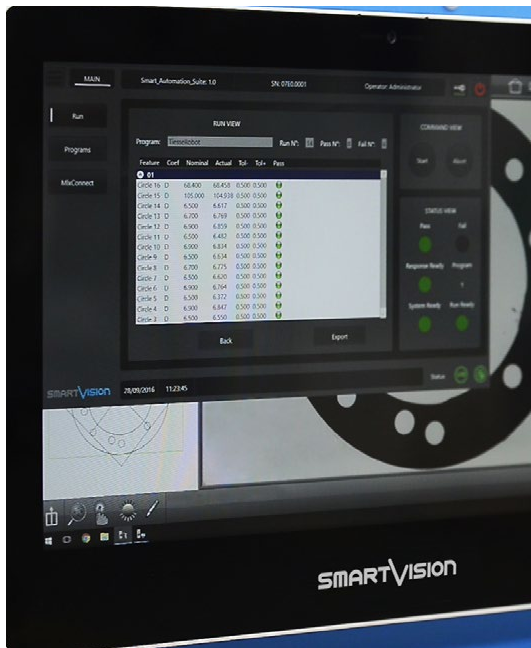 MAIN
Smart_Automation_Suite: 1.0
SN: 07E0.0001
Operator: Administrator
Run
Programs
MixConnect
RUN VIEW
Program:
TiesseRobot
Run N°:
Pass N°:
Fail N°:
Feature Coef Nominal Actual Tol- Tol+ Pass
01
Circle 16 D 68.400 68.458 0.500 0.500
Circle 15 D 105.000 104.938 0.500 0.500
Circle 14 D 6.500 6.617 0.500 0.500
Circle 13 D 6.700 6.769 0.500 0.500
Circle 12 D 6.900 6.859 0.500 0.500
Circle 11 D 6.500 6.482 0.500 0.500
Circle 10 D 6.900 6.834 0.500 0.500
Circle 9 D 6.500 6.634 0.500 0.500
Circle 8 D 6.700 6.775 0.500 0.500
Circle 7 D 6.500 6.620 0.500 0.500
Circle 6 D 6.900 6.764 0.500 0.500
Circle 5 D 6.500 6.372 0.500 0.500
Circle 4 D 6.900 6.847 0.500 0.500
Circle 3 D 6.500 6.550 0.500 0.500
Back
Export
COMMAND VIEW
Start
Abort
STATUS VIEW
Pass
Fail
Response Ready
Program
1
System Ready
Run Ready
SMARTVISION
28/09/2016 11:23:45
Status
SMARTVISION